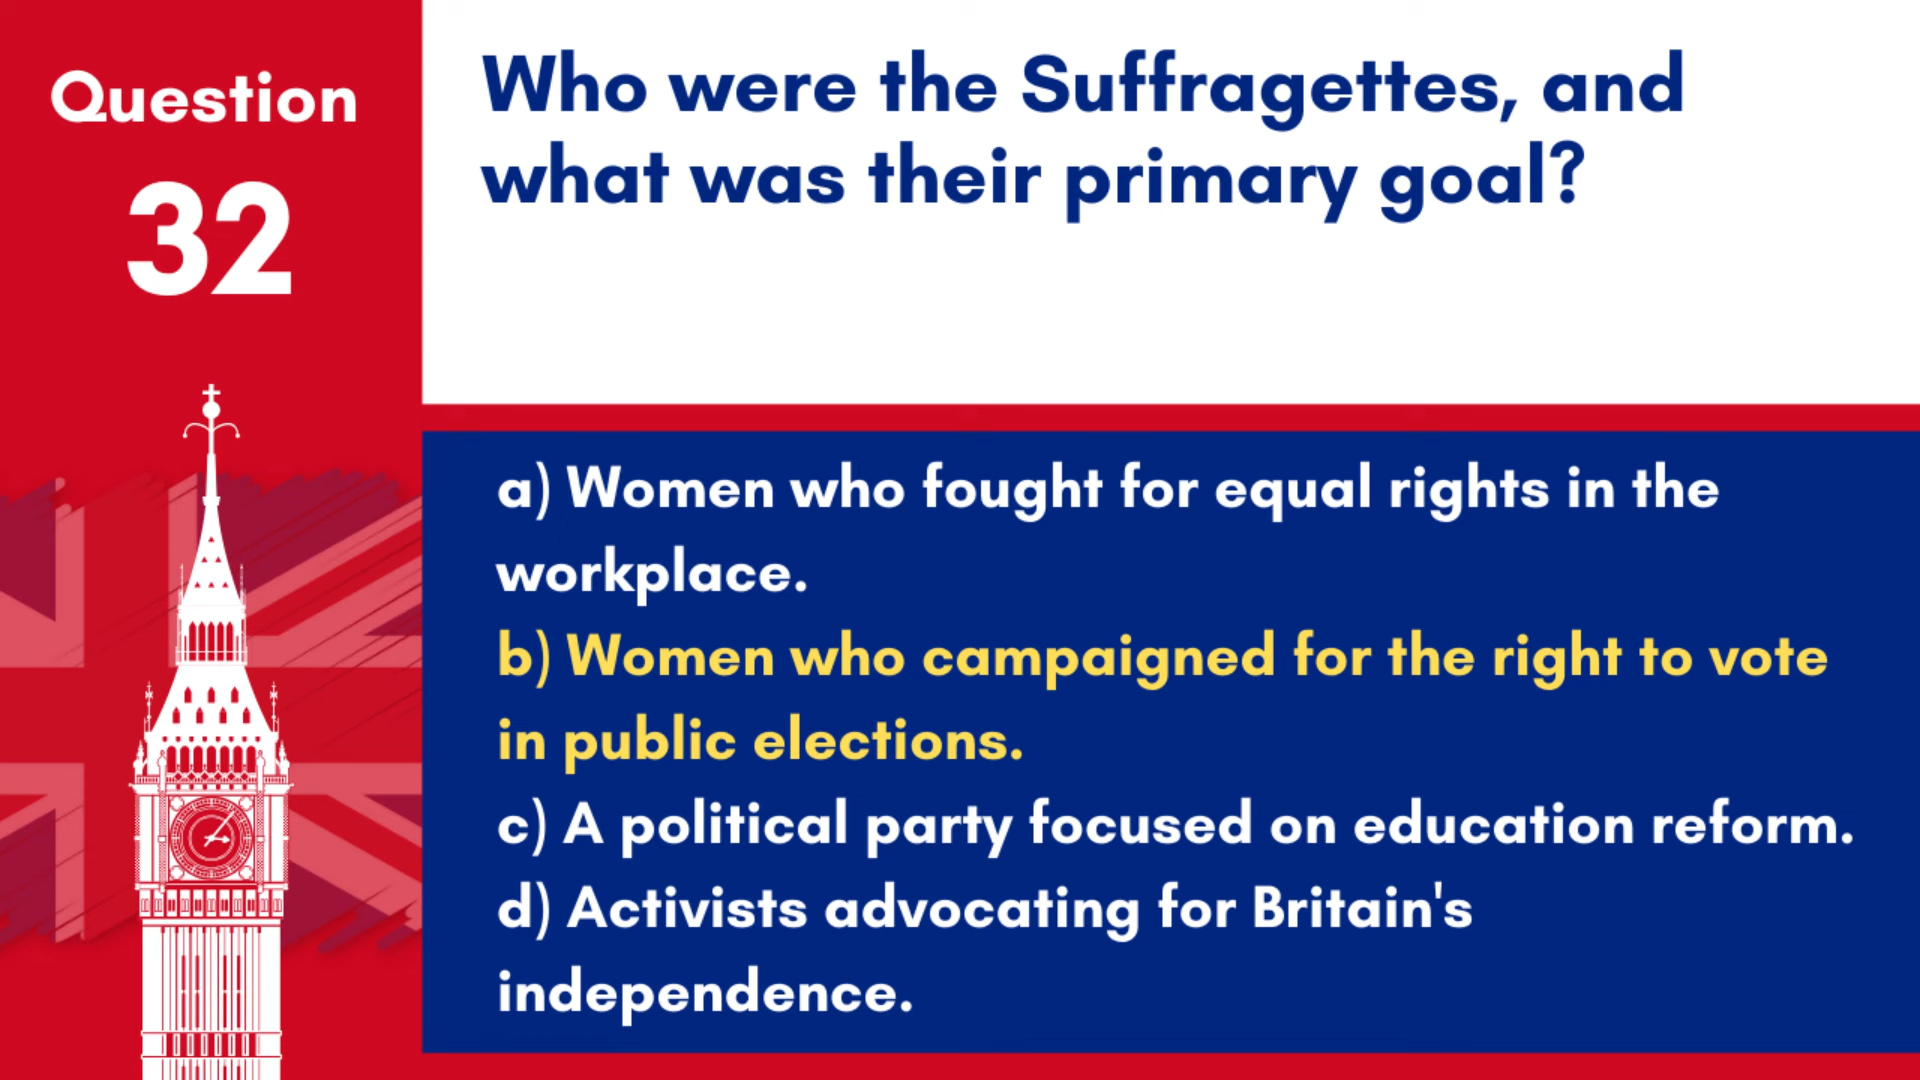 Question
32
Who were the Suffragettes, and
what was their primary goal?
a) Women who fought for equal rights in the
workplace.
b) Women who campaigned for the right to vote
in public elections.
c) A political party focused on education reform.
d) Activists advocating for Britain's
independence.